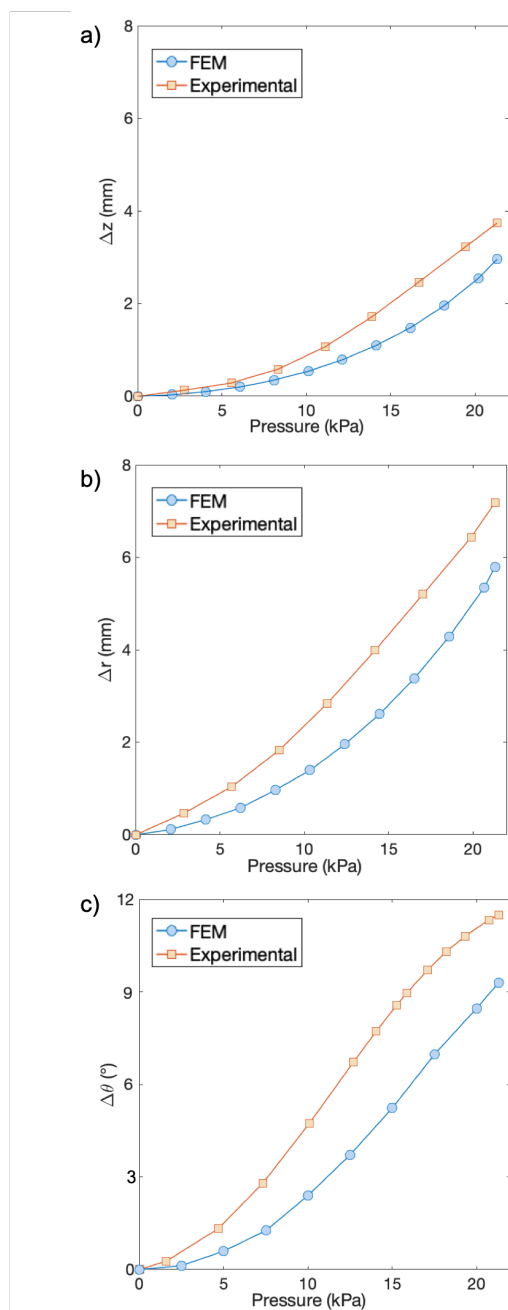 a)
8
FEM
Experimental
6
4
2
0
Δz (mm)
0 5 10 15 20
Pressure (kPa)
b)
8
FEM
Experimental
6
4
2
0
Δr (mm)
0 5 10 15 20
Pressure (kPa)
c)
12
FEM
Experimental
9
6
3
0
Δθ (°)
0 5 10 15 20
Pressure (kPa)